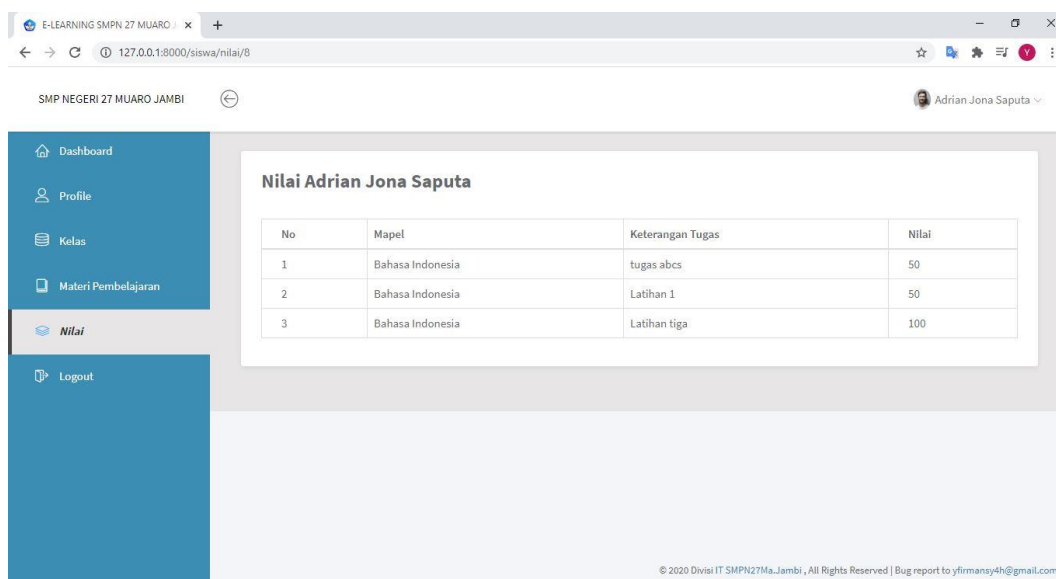 E-LEARNING SMPN 27 MUARO J
127.0.0.1:8000/siswa/nilai/8
Y
SMP NEGERI 27 MUARO JAMBI
Adrian Jona Saputa
Dashboard
Profile
Kelas
Materi Pembelajaran
Nilai
Logout
Nilai Adrian Jona Saputa
No Mapel Keterangan Tugas Nilai
1 Bahasa Indonesia tugas abcs 50
2 Bahasa Indonesia Latihan 1 50
3 Bahasa Indonesia Latihan tiga 100
© 2020 Divisi IT SMPN27Ma.Jambi , All Rights Reserved | Bug report to yfirmansy4h@gmail.com